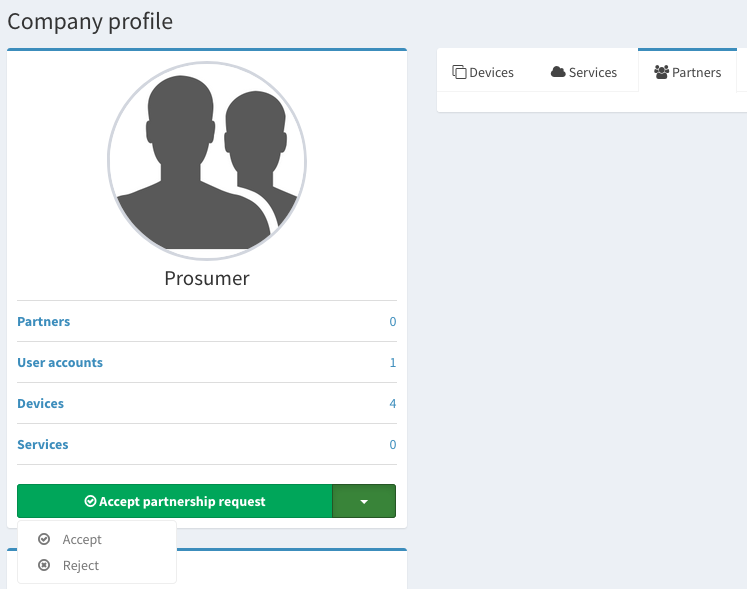 Company profile
Devices
Services
Partners
Prosumer
Partners 0
User accounts 1
Devices 4
Services 0
Accept partnership request
Accept
Reject